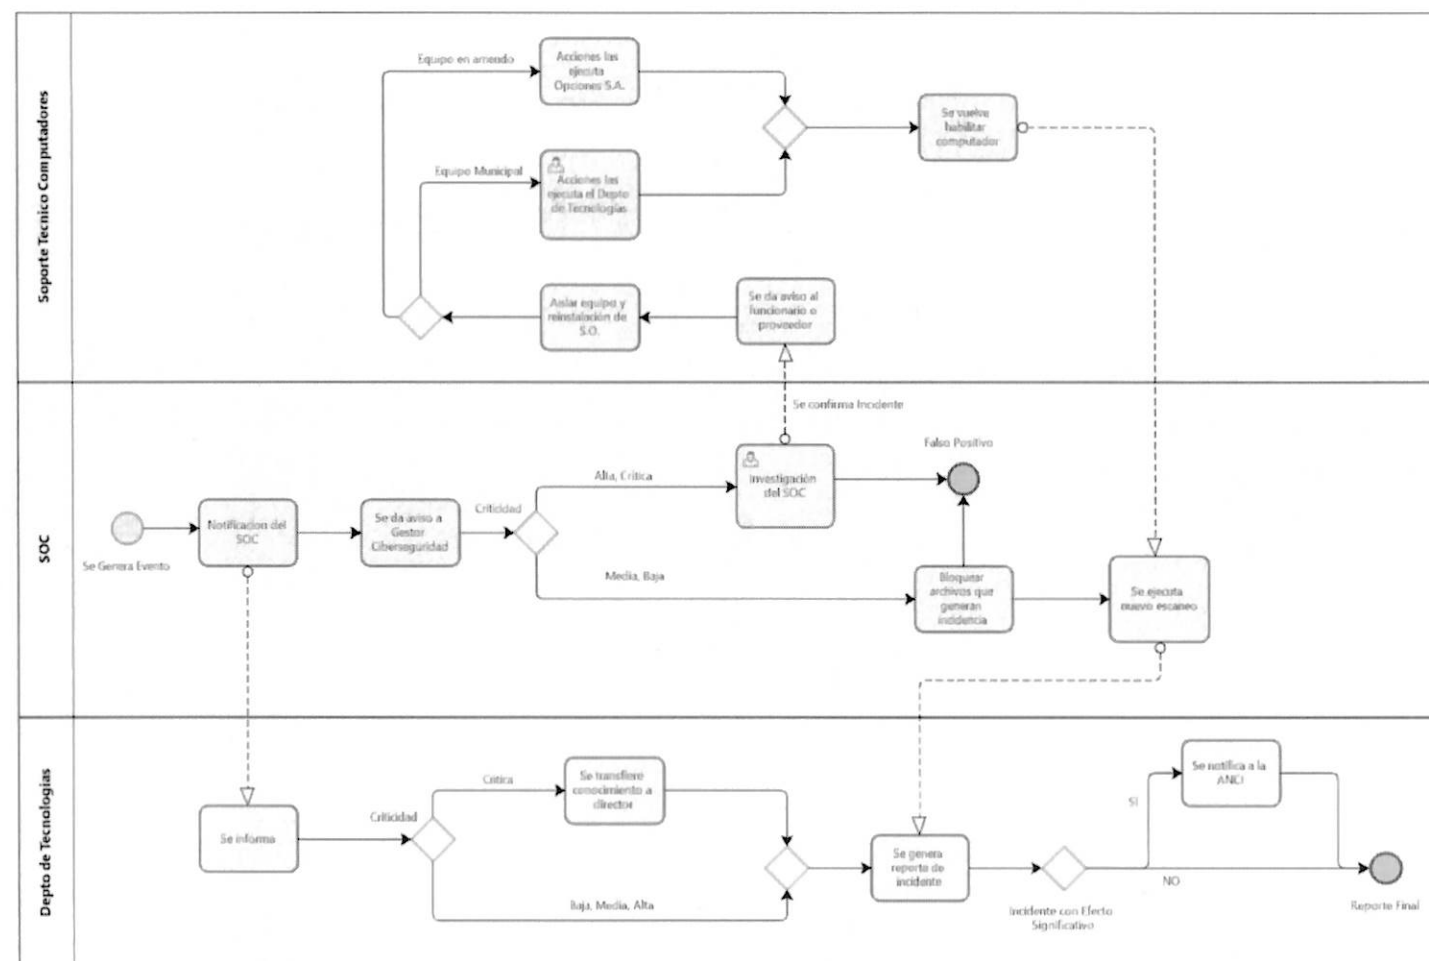 Soporte Tecnico Computadores
Equipo en arriendo
Acciones las
ejecuta
Opciones S.A.
Se vuelve
habilitar
computador
Equipo Municipal
Acciones las
ejecuta el Depto
de Tecnologías
Aislar equipo y
reinstalación de
S.O.
Se da aviso al
funcionario o
proveedor
SOC
Se confirma Incidente
Falso Positivo
Alta, Critica
Investigación
del SOC
Criticidad
Se Genera Evento
Notificacion del
SOC
Se da aviso a
Gestor
Ciberseguridad
Media, Baja
Bloquear
archivos que
generan
incidencia
Se ejecuta
nuevo escaneo
Depto de Tecnologias
Se informa
Criticidad
Critica
Se transfiere
conocimiento a
director
Baja, Media, Alta
Se genera
reporte de
incidente
Incidente con Efecto
Significativo
SI
Se notifica a la
ANCI
NO
Reporte Final